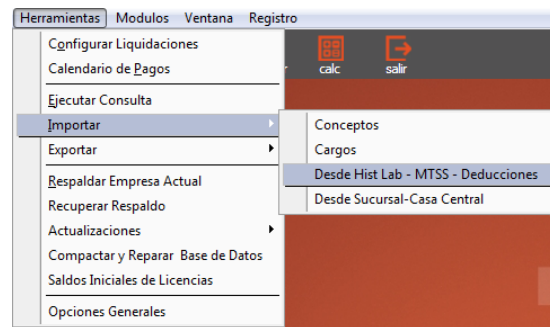 Herramientas Modulos Ventana Registro
Configurar Liquidaciones
Calendario de Pagos
calc salir
Ejecutar Consulta
Importar
Conceptos
Exportar
Cargos
Respaldar Empresa Actual
Desde Hist Lab - MTSS - Deducciones
Recuperar Respaldo
Desde Sucursal-Casa Central
Actualizaciones
Compactar y Reparar Base de Datos
Saldos Iniciales de Licencias
Opciones Generales